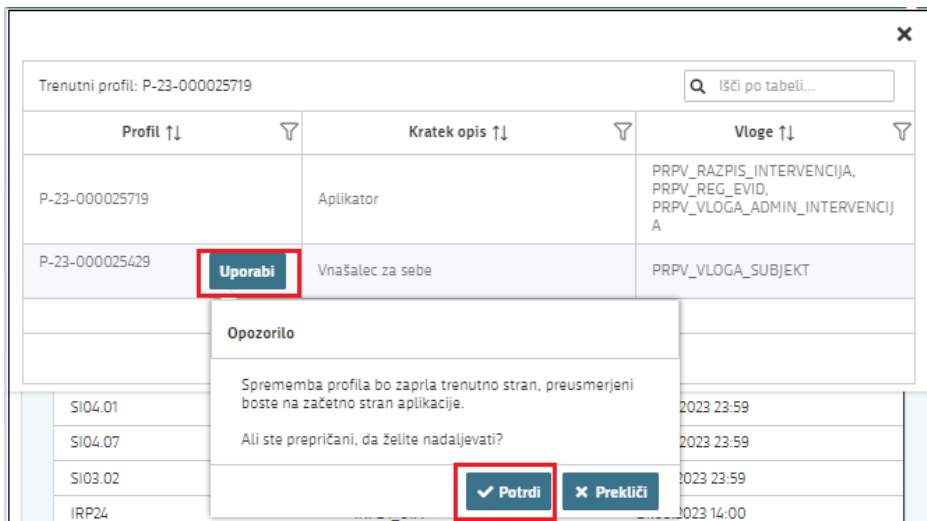 Trenutni profil: P-23-000025719
Išči po tabeli...
Profil Kratek opis Vloge
P-23-000025719 Aplikator PRPV_RAZPIS_INTERVENCIJA,
PRPV_REG_EVID,
PRPV_VLOGA_ADMIN_INTERVENCIJ
A
P-23-000025429 Uporabi Vnašalec za sebe PRPV_VLOGA_SUBJEKT
Opozorilo
Sprememba profila bo zaprla trenutno stran, preusmerjeni
boste na začetno stran aplikacije.
Ali ste prepričani, da želite nadaljevati?
Potrdi Prekliči
SI04.01 2023 23:59
SI04.07 2023 23:59
SI03.02 2023 23:59
IRP24 2023 14:00